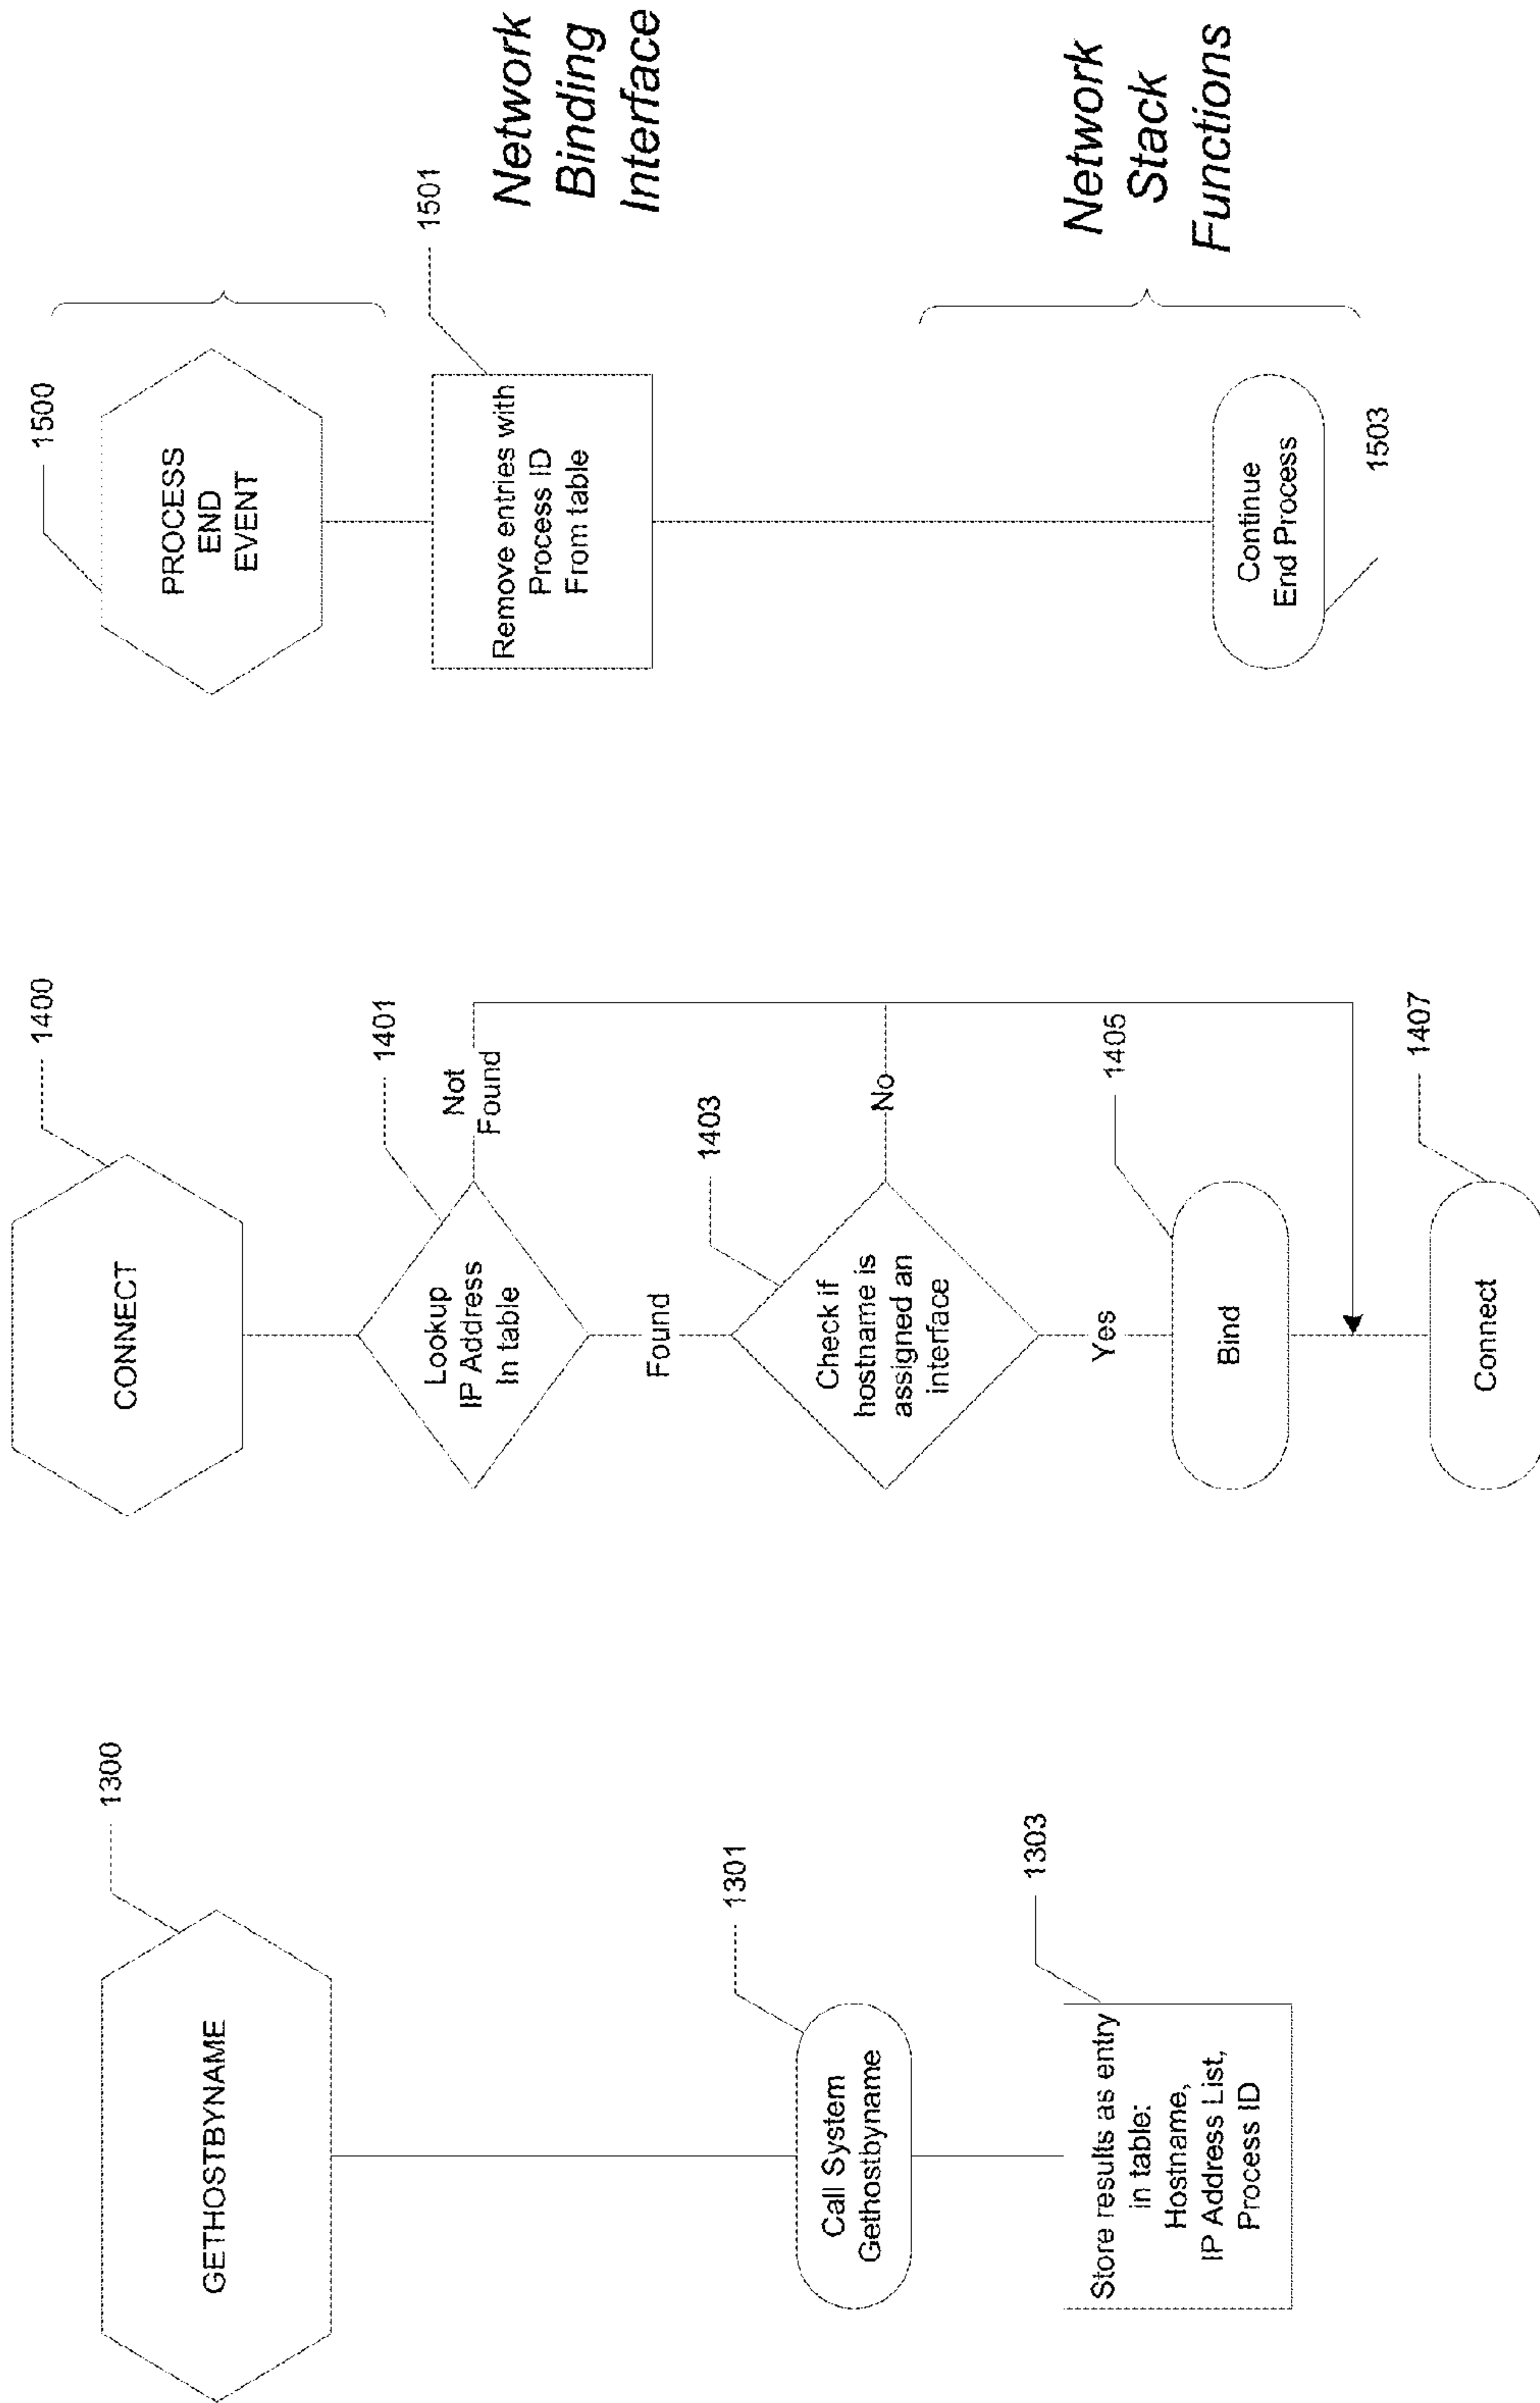 GETHOSTBYNAME
1300
Call System
Gethostbyname
1301
Store results as entry
in table:
Hostname,
IP Address List,
Process ID
1303
CONNECT
1400
Lookup
IP Address
In table
1401
Not
Found
Found
Check if
hostname is
assigned an
interface
1403
No
Yes
Bind
1405
Connect
1407
PROCESS
END
EVENT
1500
Remove entries with
Process ID
From table
1501
Continue
End Process
1503
Network
Binding
Interface
Network
Stack
Functions